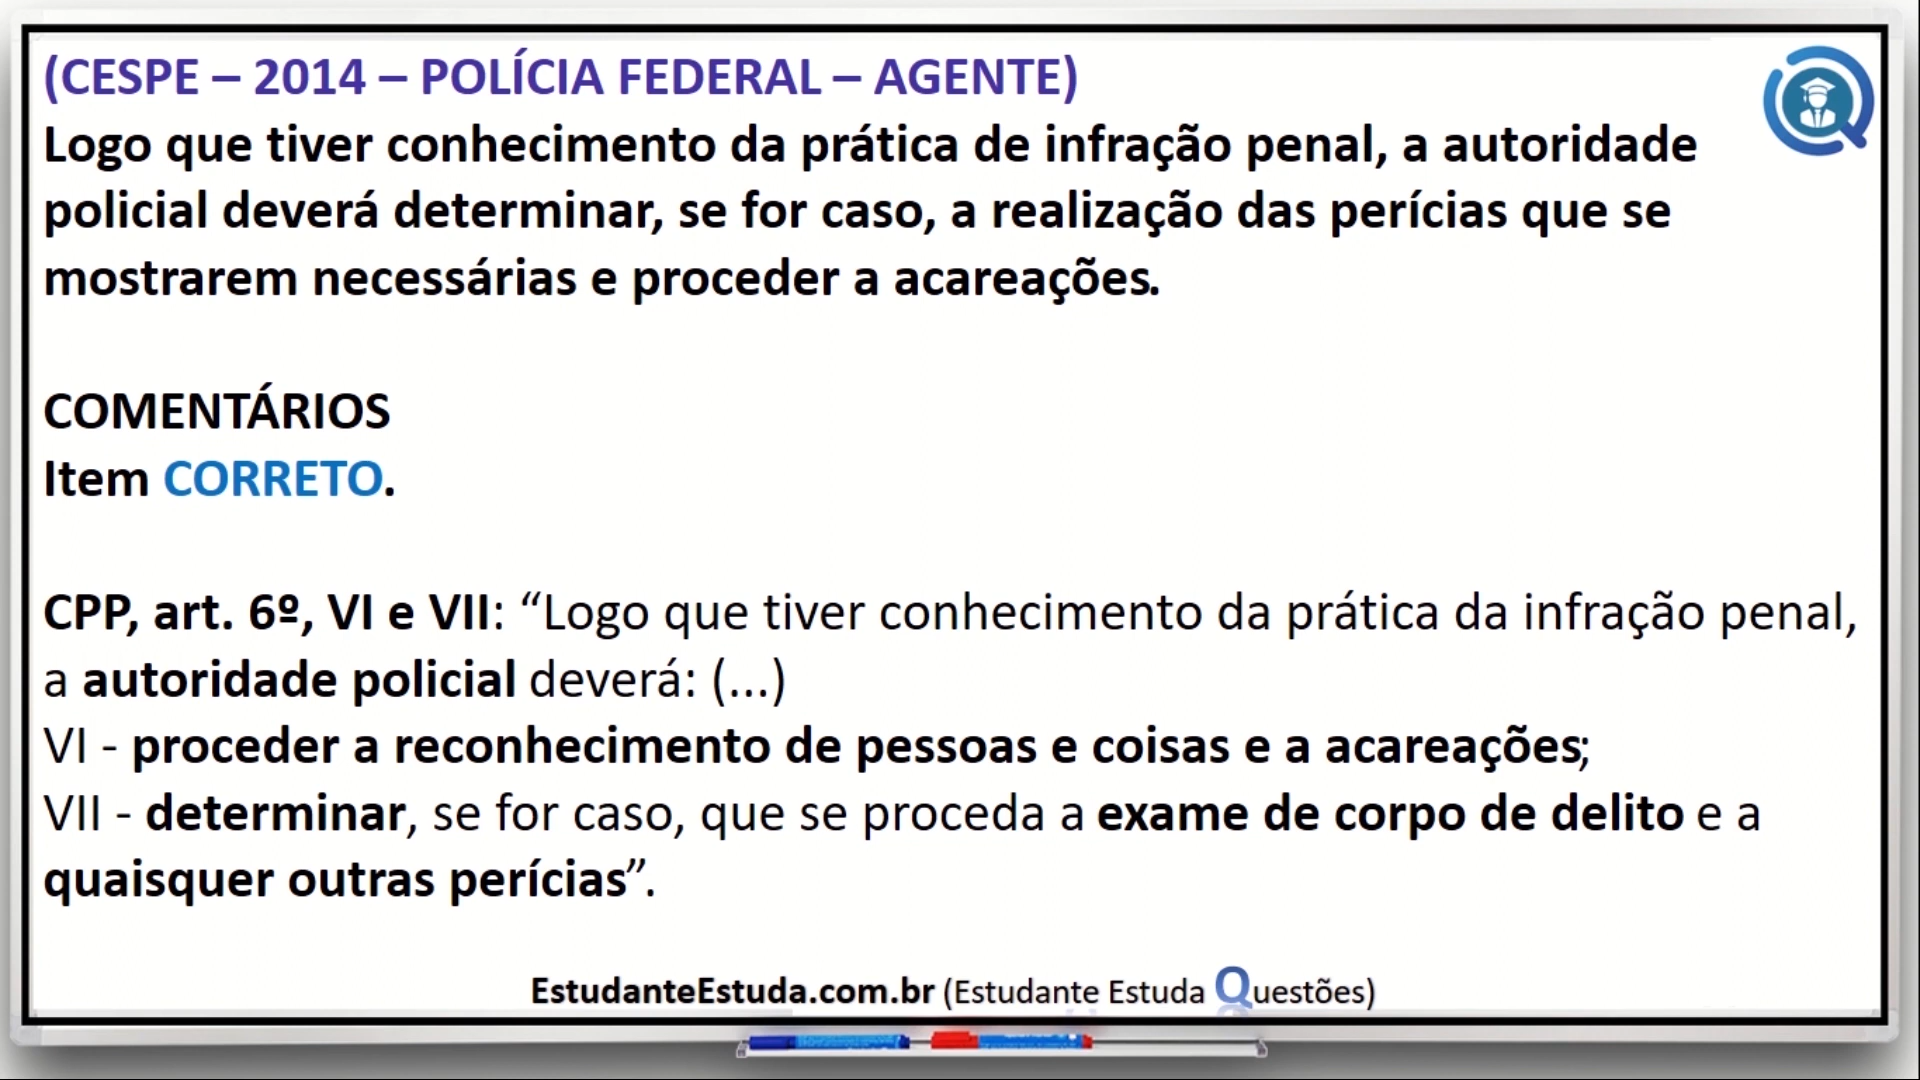 (CESPE – 2014 – POLÍCIA FEDERAL – AGENTE)
Logo que tiver conhecimento da prática de infração penal, a autoridade
policial deverá determinar, se for caso, a realização das perícias que se
mostrarem necessárias e proceder a acareações.
COMENTÁRIOS
Item CORRETO.
CPP, art. 6º, VI e VII: “Logo que tiver conhecimento da prática da infração penal,
a autoridade policial deverá: (...)
VI - proceder a reconhecimento de pessoas e coisas e a acareações;
VII - determinar, se for caso, que se proceda a exame de corpo de delito e a
quaisquer outras perícias”.
EstudanteEstuda.com.br (Estudante Estuda Questões)